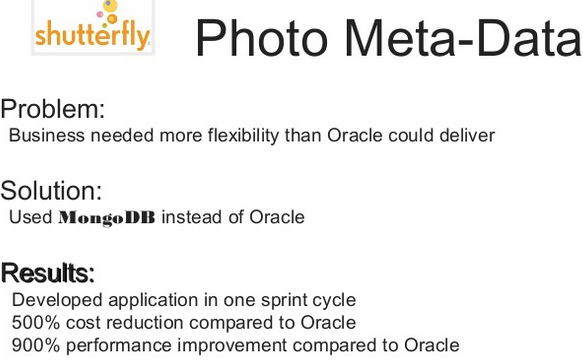 shutterfly.
Photo Meta-Data
Problem:
Business needed more flexibility than Oracle could deliver
Solution:
Used MongoDB instead of Oracle
Results:
Developed application in one sprint cycle
500% cost reduction compared to Oracle
900% performance improvement compared to Oracle